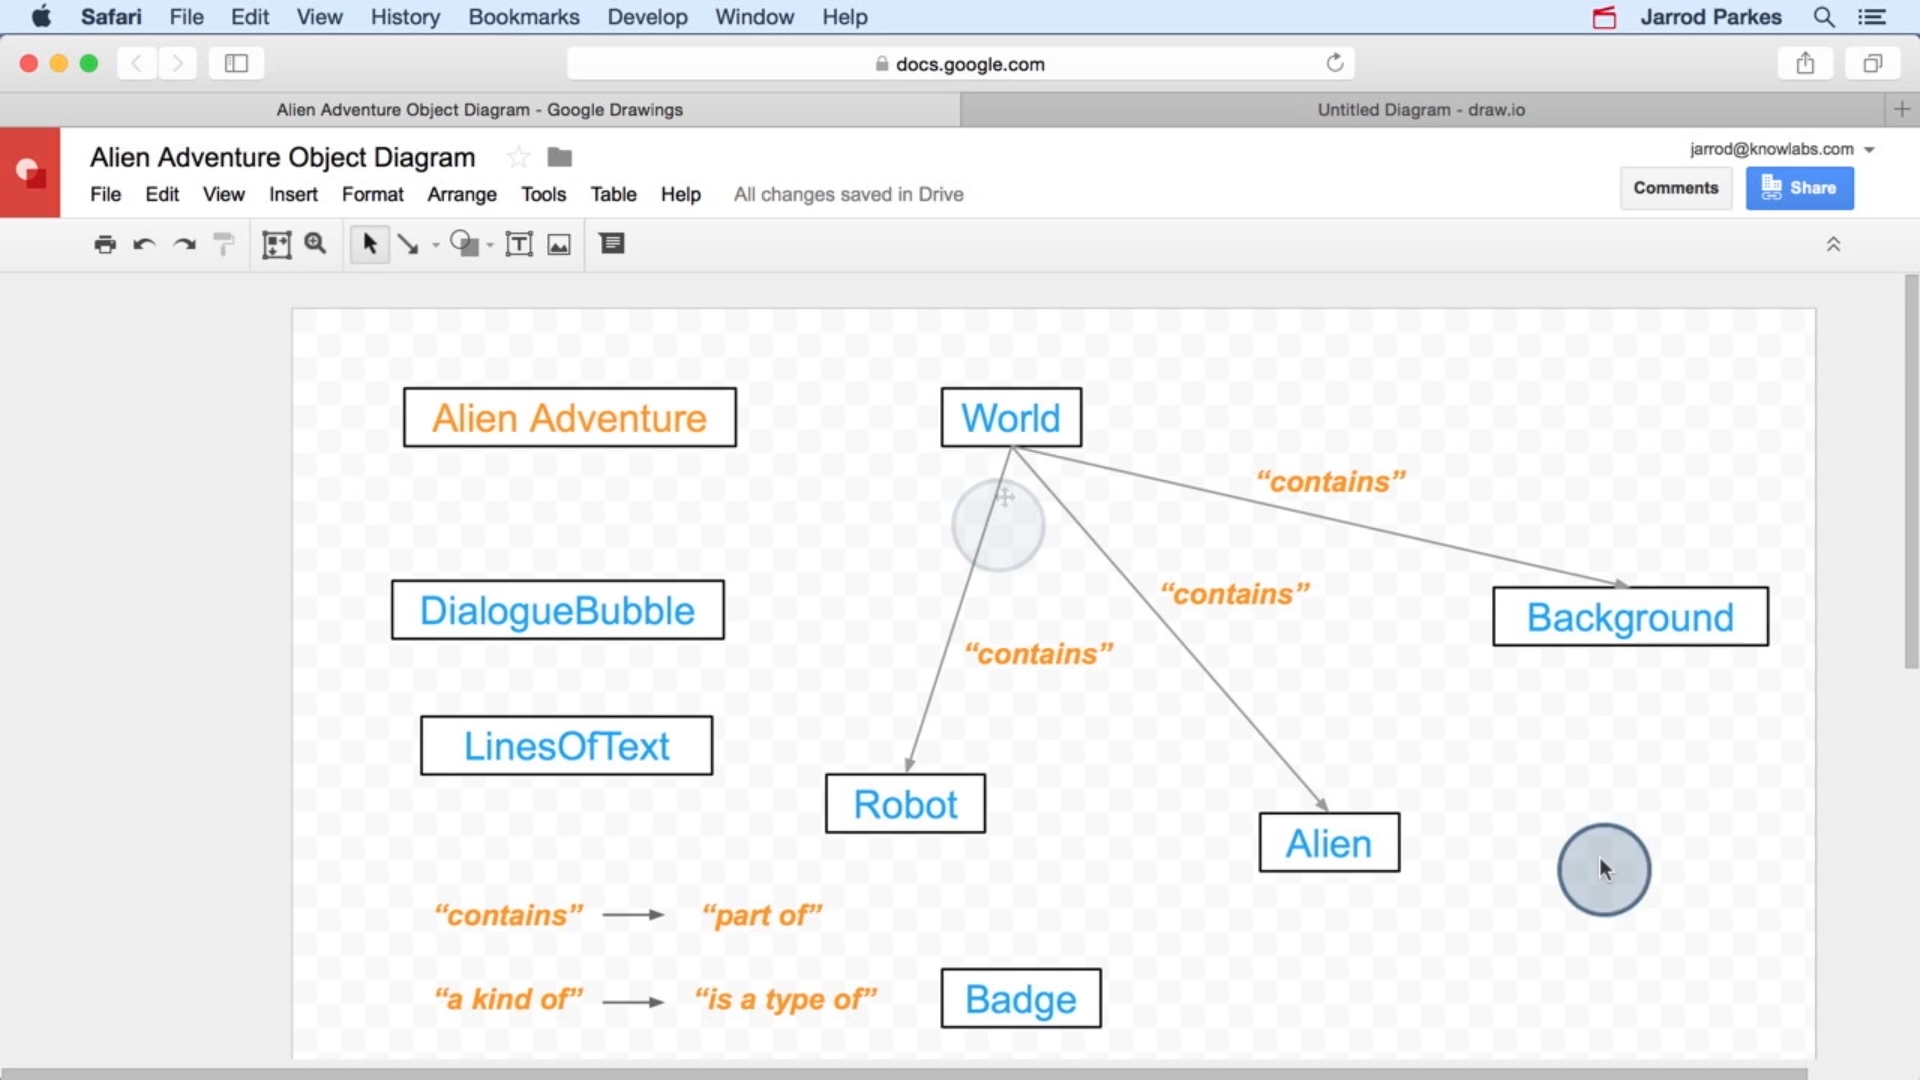 Safari File Edit View History Bookmarks Develop Window Help Jarrod Parkes
docs.google.com
Alien Adventure Object Diagram - Google Drawings
Untitled Diagram - draw.io
Alien Adventure Object Diagram
jarrod@knowlabs.com
File Edit View Insert Format Arrange Tools Table Help All changes saved in Drive
Comments
Share
Alien Adventure
World
“contains”
“contains”
DialogueBubble
Background
“contains”
LinesOfText
Robot
Alien
“contains” “part of”
“a kind of” “is a type of”
Badge